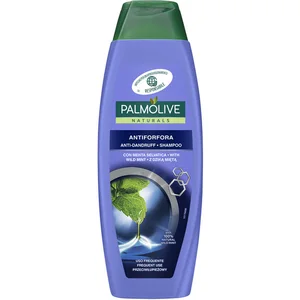 RESPONSABILE
PALMOLIVE
NATURALS
ANTIFORFORA
ANTI-DANDRUFF • SHAMPOO
CON MENTA SELVATICA • WITH
WILD MINT • Z DZIKĄ MIĘTĄ
USO FREQUENTE
FREQUENT USE
PRZECIWŁUPIEŻOWY